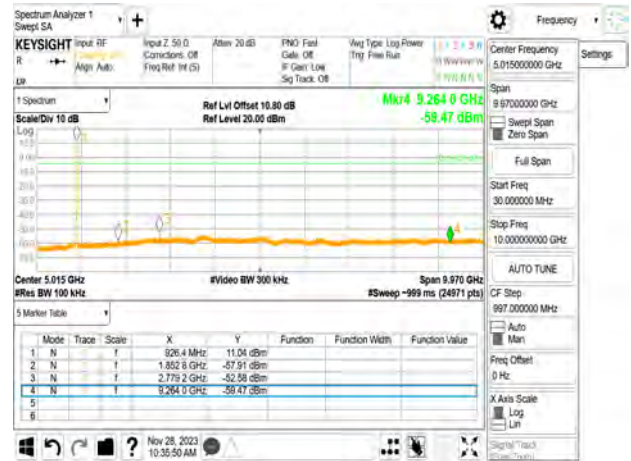 Spectrum Analyzer 1
Swept SA
Frequency
KEYSIGHT
R
Input: RF
Align: Auto
Input Z: 50 Ω
Corrections: Off
Freq Ref: Int (S)
Atten: 20 dB
PNO: Fast
Gate: Off
IF Gain: Low
Sig Track: Off
Avg Type: Log-Power
Trig: Free Run
Center Frequency
5.015000000 GHz
Settings
Span
9.97000000 GHz
Swept Span
Zero Span
Full Span
Start Freq
30.000000 MHz
Stop Freq
10.000000000 GHz
AUTO TUNE
CF Step
997.000000 MHz
Auto
Man
Freq Offset
0 Hz
X Axis Scale
Log
Lin
1 Spectrum
Scale/Div 10 dB
Log
Ref Lvl Offset 10.80 dB
Ref Level 20.00 dBm
Mkr4 9.264 0 GHz
-59.47 dBm
Center 5.015 GHz
#Res BW 100 kHz
#Video BW 300 kHz
Span 9.970 GHz
#Sweep ~999 ms (24971 pts)
5 Marker Table
Mode Trace Scale X Y Function Function Width Function Value
1 N f 926.4 MHz 11.04 dBm
2 N f 1.852 8 GHz -57.91 dBm
3 N f 2.779 2 GHz -52.58 dBm
4 N f 9.264 0 GHz -59.47 dBm
5
6
?
Nov 28, 2023
10:35:50 AM